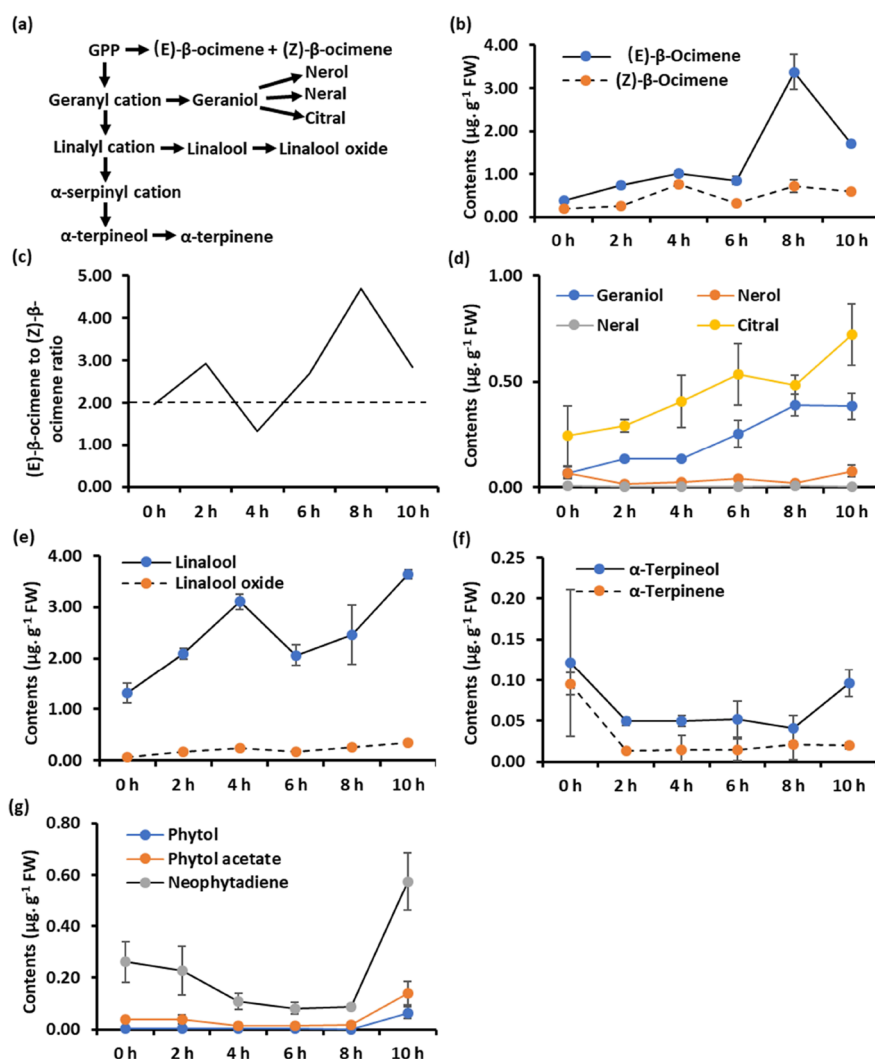 (a)
GPP → (E)-β-ocimene + (Z)-β-ocimene
Nerol
Geranyl cation → Geraniol → Neral
Citral
Linalyl cation → Linalool → Linalool oxide
α-serpinyl cation
α-terpineol → α-terpinene
(b)
Contents (μg. g⁻¹ FW)
4.00
3.00
2.00
1.00
0.00
(E)-β-Ocimene
(Z)-β-Ocimene
0 h 2 h 4 h 6 h 8 h 10 h
(c)
(E)-β-ocimene to (Z)-β-
ocimene ratio
5.00
4.00
3.00
2.00
1.00
0.00
0 h 2 h 4 h 6 h 8 h 10 h
(d)
Contents (μg. g⁻¹ FW)
1.00
0.50
0.00
Geraniol Nerol
Neral Citral
0 h 2 h 4 h 6 h 8 h 10 h
(e)
Contents (μg. g⁻¹ FW)
4.00
3.00
2.00
1.00
0.00
Linalool
Linalool oxide
0 h 2 h 4 h 6 h 8 h 10 h
(f)
Contents (μg. g⁻¹ FW)
0.25
0.20
0.15
0.10
0.05
0.00
α-Terpineol
α-Terpinene
0 h 2 h 4 h 6 h 8 h 10 h
(g)
Contents (μg. g⁻¹ FW)
0.80
0.60
0.40
0.20
0.00
Phytol
Phytol acetate
Neophytadiene
0 h 2 h 4 h 6 h 8 h 10 h